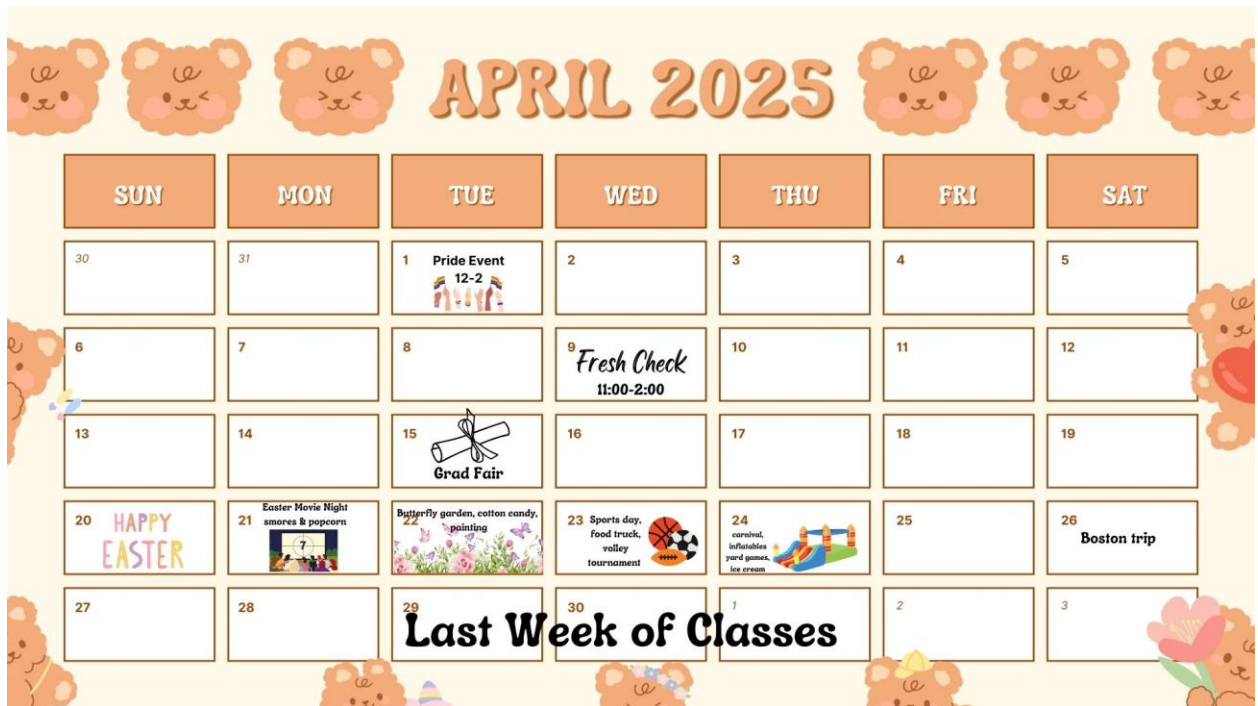 APRIL 2025
SUN MON TUE WED THU FRI SAT
30
31
1
Pride Event
12-2
2
3
4
5
6
7
8
9
Fresh Check
11:00-2:00
10
11
12
13
14
15
Grad Fair
16
17
18
19
20
HAPPY
EASTER
21
Easter Movie Night
smores & popcorn
7
22
Butterfly garden, cotton candy,
painting
23
Sports day,
food truck,
volley
tournament
24
carnival,
inflatables
yard games,
ice cream
25
26
Boston trip
27
28
29
30
1
2
3
Last Week of Classes